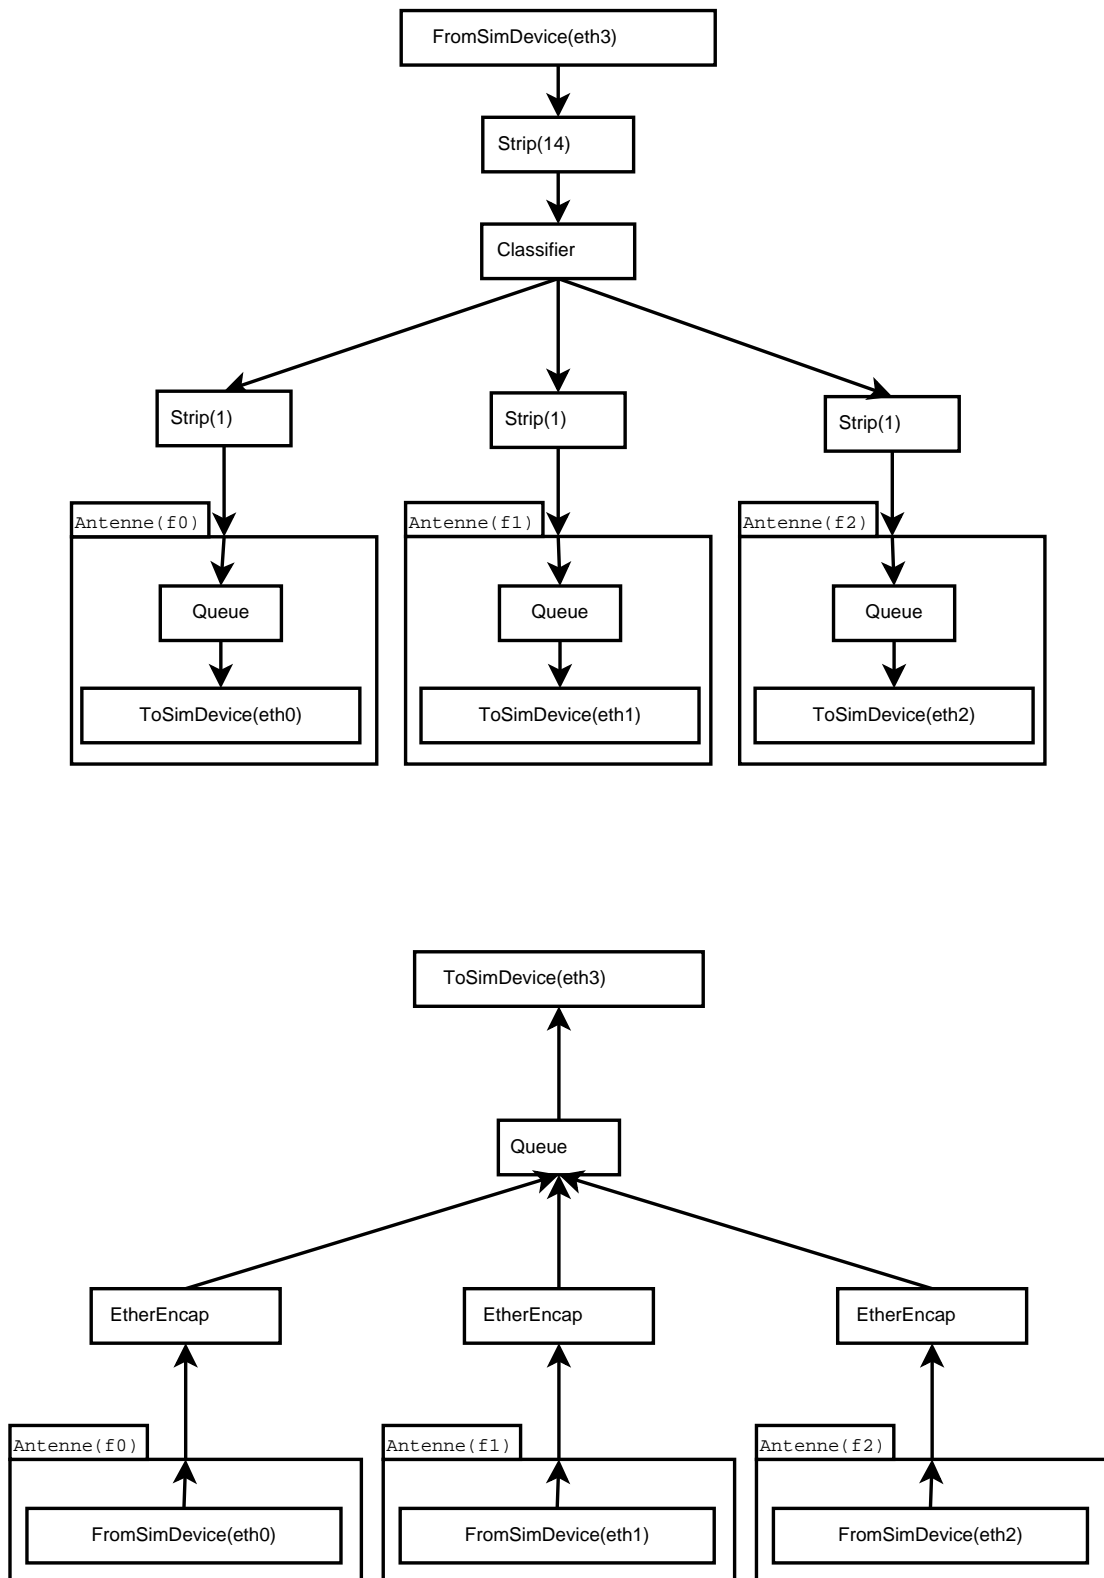 FromSimDevice(eth3)
Strip(14)
Classifier
Strip(1)
Strip(1)
Strip(1)
Antenne(f0)
Antenne(f1)
Antenne(f2)
Queue
Queue
Queue
ToSimDevice(eth0)
ToSimDevice(eth1)
ToSimDevice(eth2)
ToSimDevice(eth3)
Queue
EtherEncap
EtherEncap
EtherEncap
Antenne(f0)
Antenne(f1)
Antenne(f2)
FromSimDevice(eth0)
FromSimDevice(eth1)
FromSimDevice(eth2)